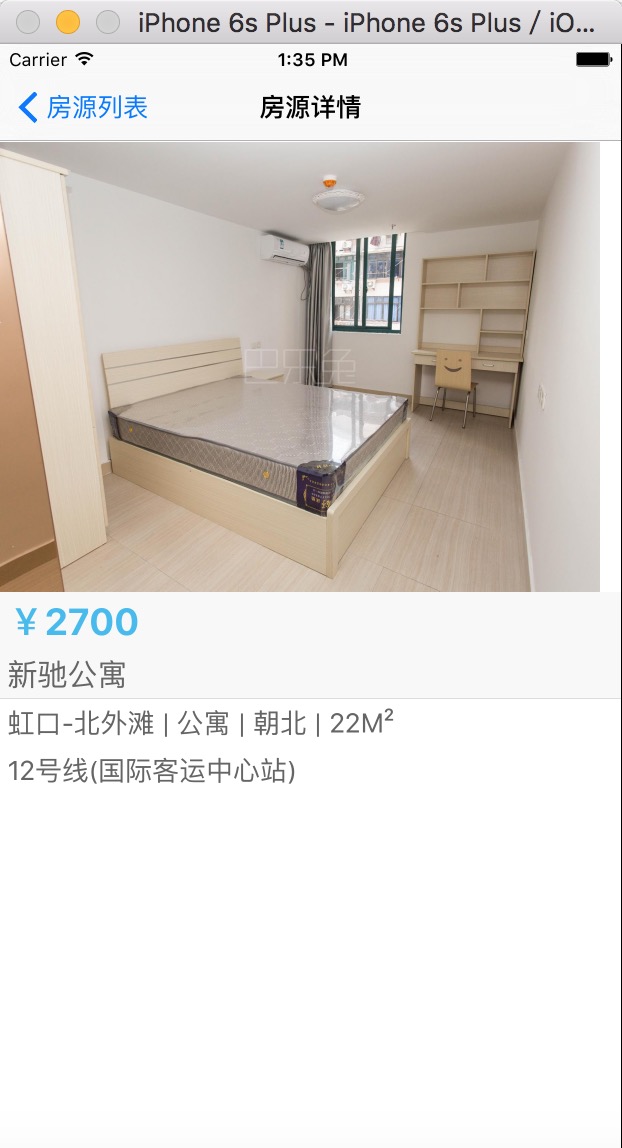 iPhone 6s Plus - iPhone 6s Plus / iO...
Carrier 1:35 PM
房源列表 房源详情
巴乐兔
￥2700
新驰公寓
虹口-北外滩 | 公寓 | 朝北 | 22M²
12号线(国际客运中心站)